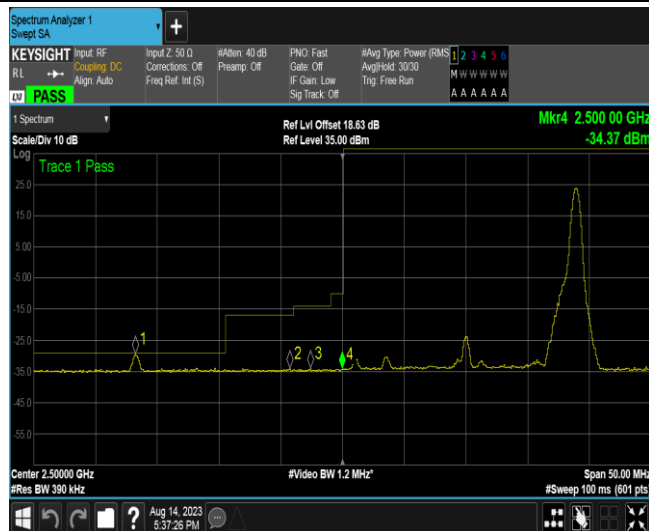 Spectrum Analyzer 1
Swept SA
+
KEYSIGHT Input: RF Input Z: 50 Ω #Atten: 40 dB PNO: Fast #Avg Type: Power (RMS 1 2 3 4 5 6
RL Coupling: DC Corrections: Off Preamp: Off Gate: Off Avg|Hold: 30/30 M W W W W W
Align: Auto Freq Ref: Int (S) IF Gain: Low Trig: Free Run
LXI PASS Sig Track: Off A A A A A A
1 Spectrum Ref Lvl Offset 18.63 dB Mkr4 2.500 00 GHz
Scale/Div 10 dB Ref Level 35.00 dBm -34.37 dBm
Log
Trace 1 Pass
25.0
15.0
5.00
-5.00
-15.0
-25.0
1
2 3 4
-35.0
-45.0
-55.0
Center 2.50000 GHz #Video BW 1.2 MHz* Span 50.00 MHz
#Res BW 390 kHz #Sweep 100 ms (601 pts)
? Aug 14, 2023
5:37:26 PM